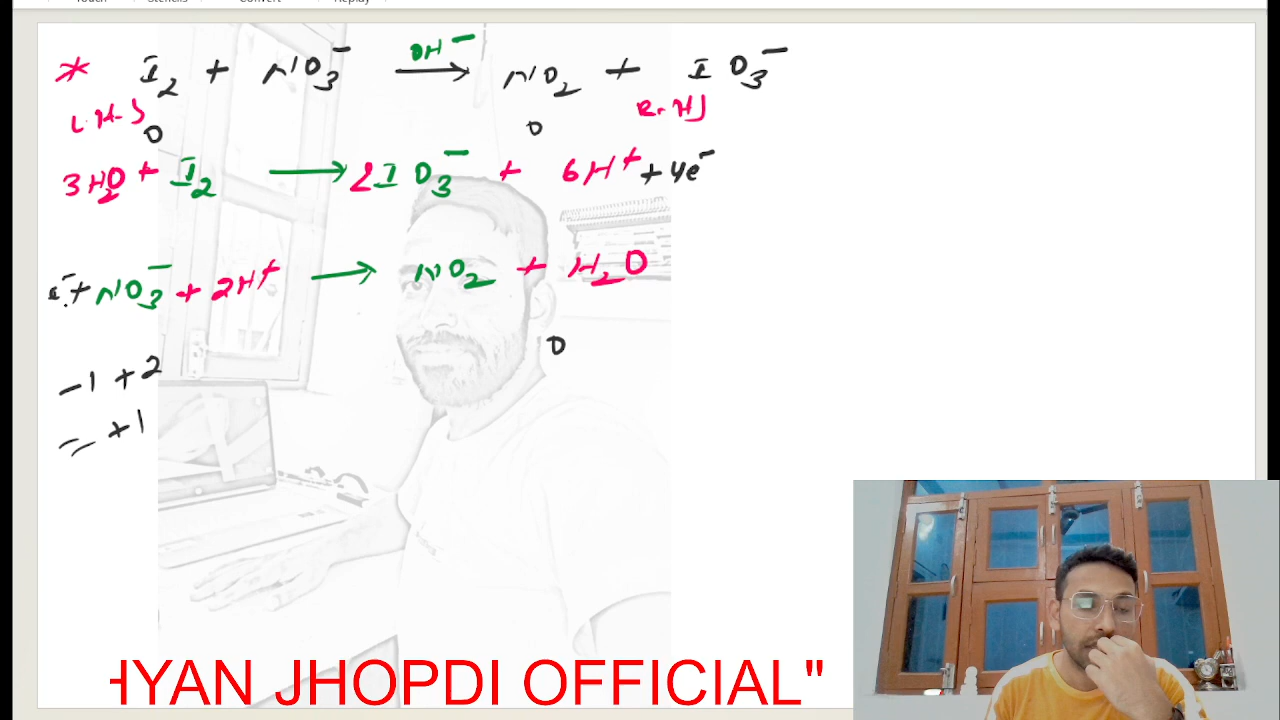 * I₂ + NO₃⁻ →(OH⁻) NO₂ + IO₃⁻
L.H.S R.H.S
0 0
3H₂O + I₂ → 2IO₃⁻ + 6H⁺ + 4e⁻
+ NO₃⁻ + 2H⁺ → NO₂ + H₂O
0
-1 + 2
= +1
HYAN JHOPDI OFFICIAL"